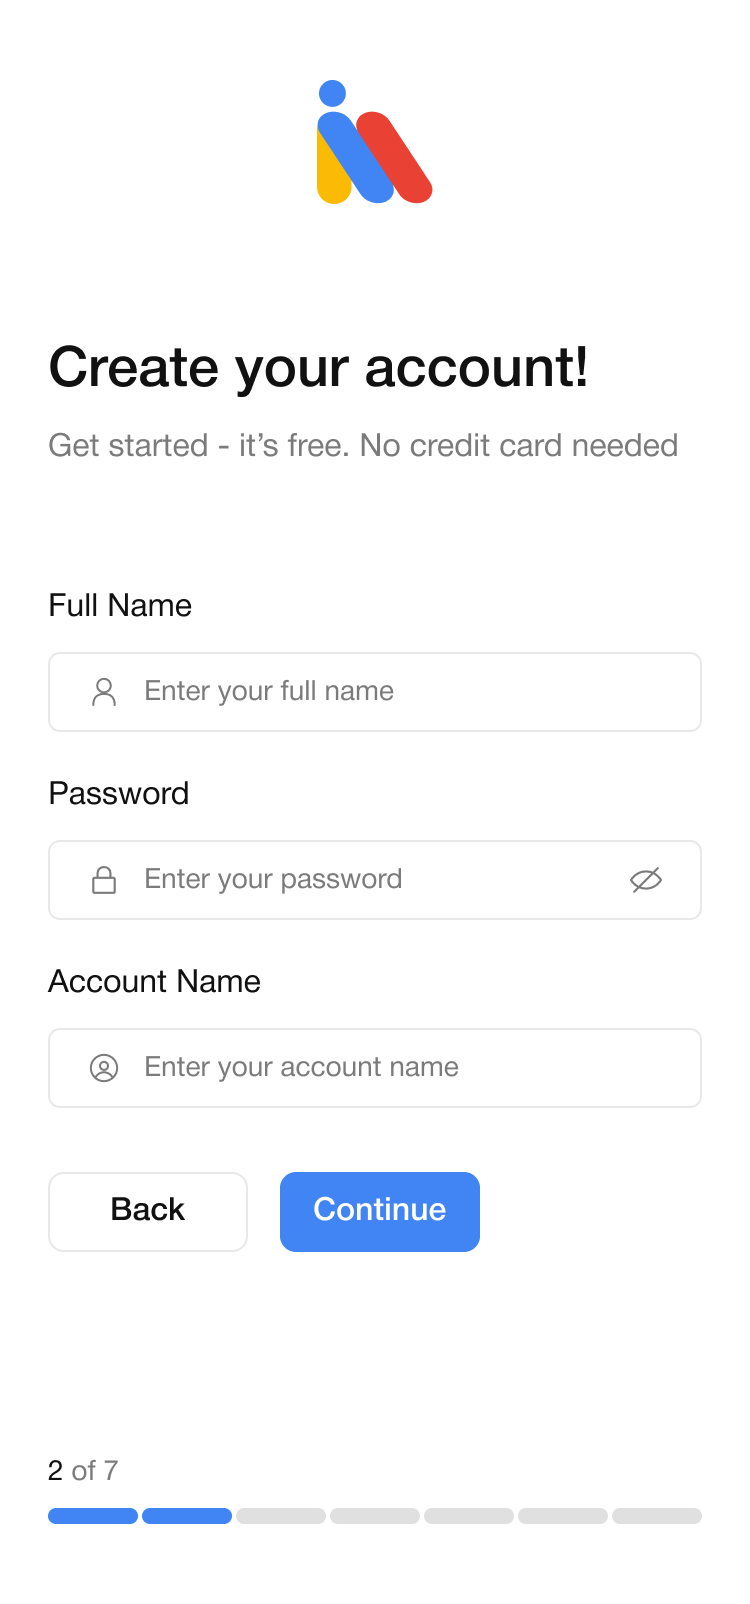 Create your account!
Get started - it’s free. No credit card needed
Full Name
Enter your full name
Password
Enter your password
Account Name
Enter your account name
Back Continue
2 of 7